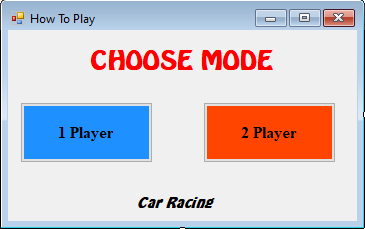 How To Play
CHOOSE MODE
1 Player
2 Player
Car Racing